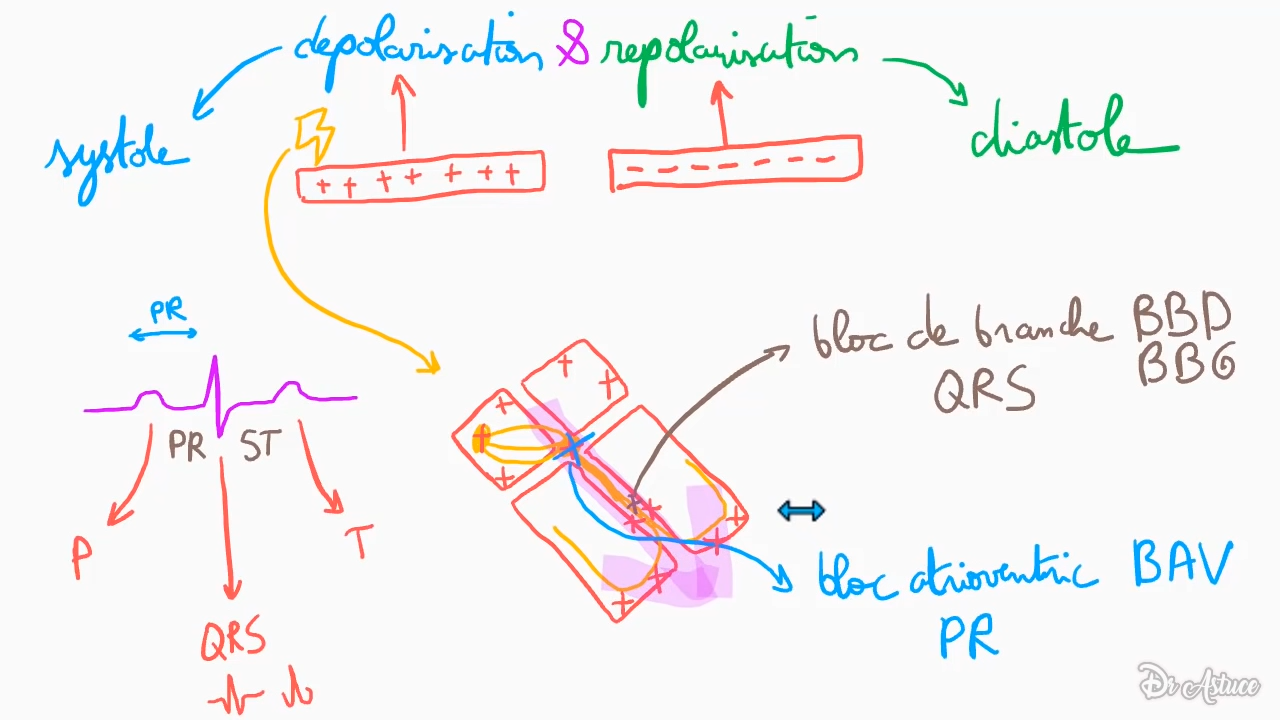 depolarisation & repolarisation
systole
diastole
+ + + + + + +
- - - - - - -
PR
PR ST
P
T
QRS
bloc de branche BBD
BBG
QRS
bloc atrioventric BAV
PR
Dr Astuce